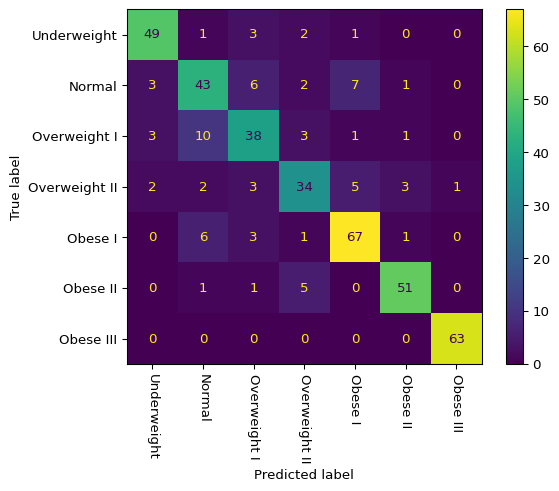 Underweight 49 1 3 2 1 0 0
Normal 3 43 6 2 7 1 0
Overweight I 3 10 38 3 1 1 0
Overweight II 2 2 3 34 5 3 1
Obese I 0 6 3 1 67 1 0
Obese II 0 1 1 5 0 51 0
Obese III 0 0 0 0 0 0 63
True label
Underweight
Normal
Overweight I
Overweight II
Obese I
Obese II
Obese III
Predicted label
60
50
40
30
20
10
0